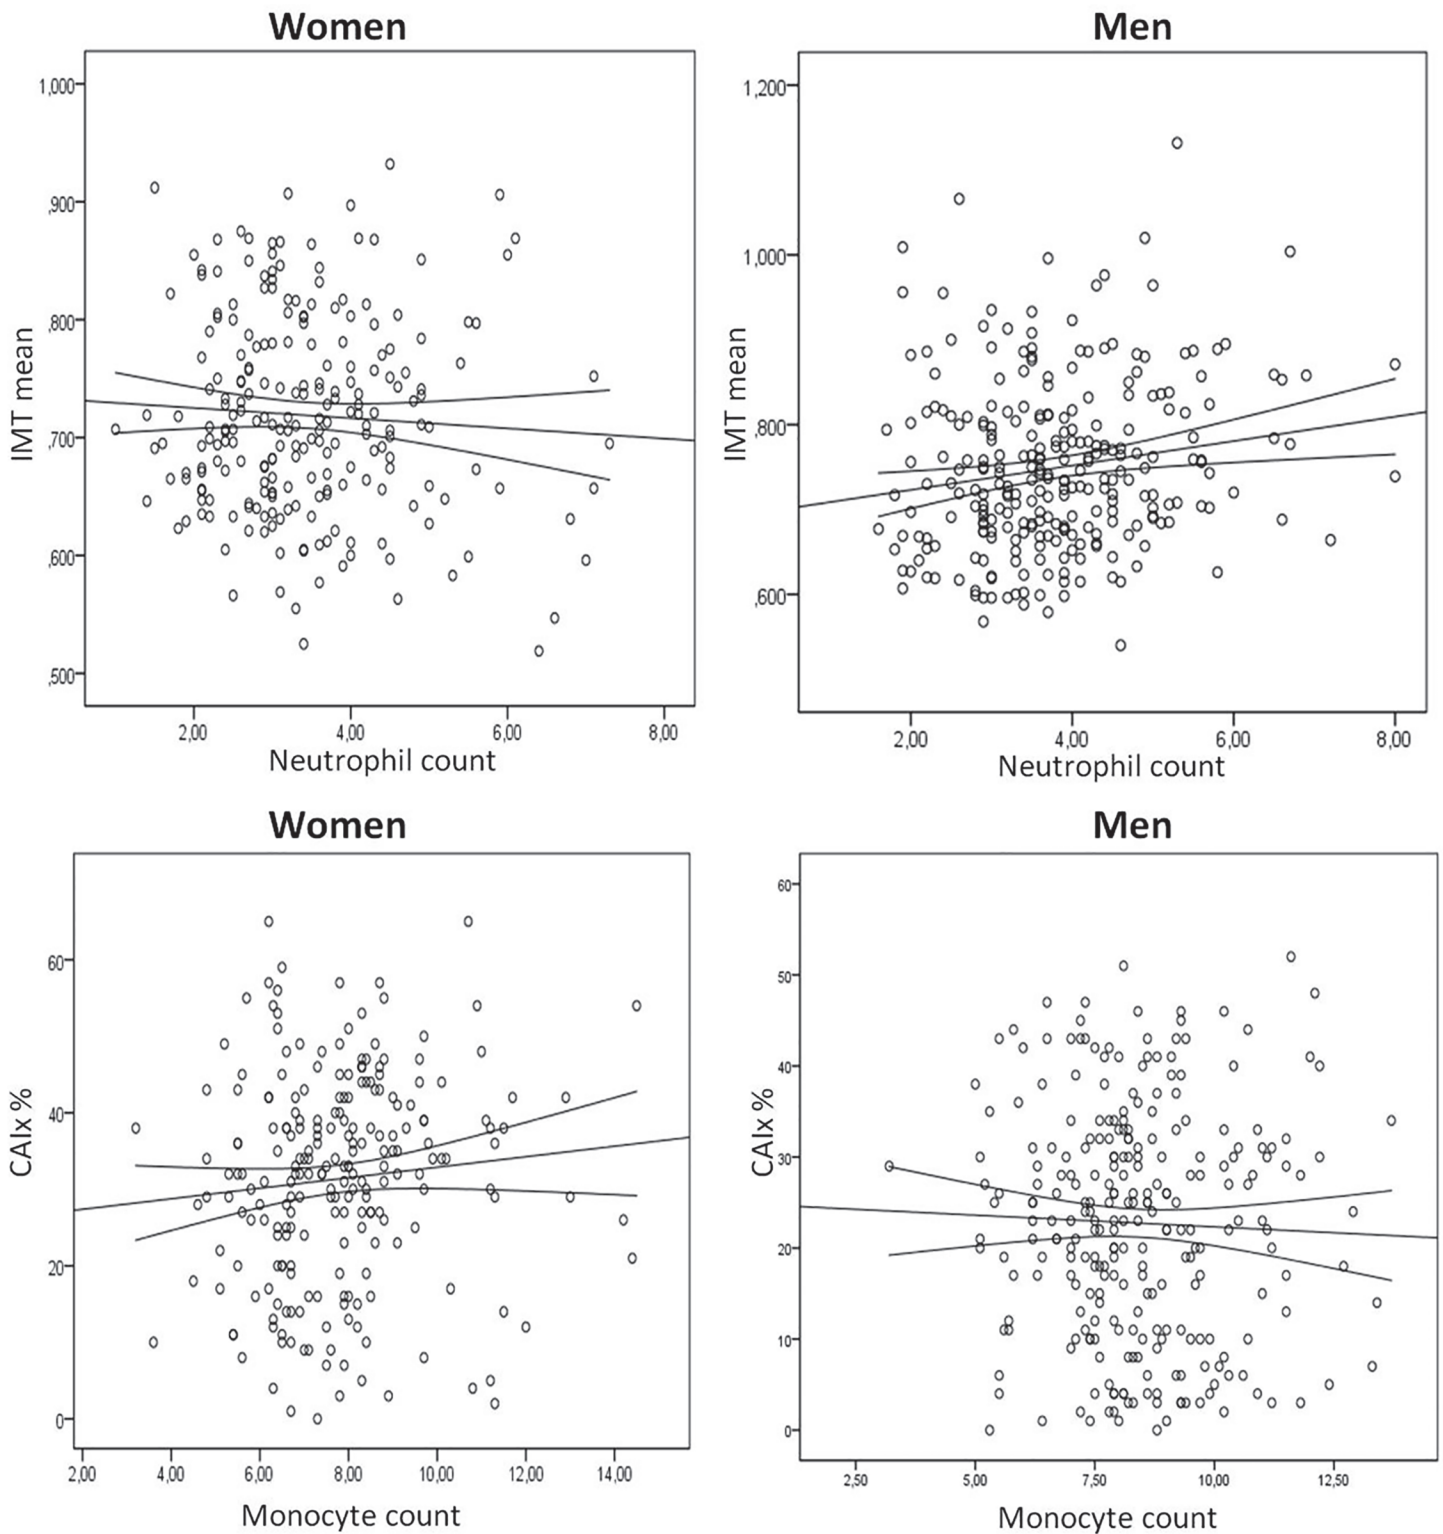 Women
Men
1,000
,900
,800
,700
,600
,500
IMT mean
2,00 4,00 6,00 8,00
Neutrophil count
1,200
1,000
,800
,600
IMT mean
2,00 4,00 6,00 8,00
Neutrophil count
Women
Men
60
40
20
0
CAIx %
2,00 4,00 6,00 8,00 10,00 12,00 14,00
Monocyte count
60
50
40
30
20
10
0
CAIx %
2,50 5,00 7,50 10,00 12,50
Monocyte count